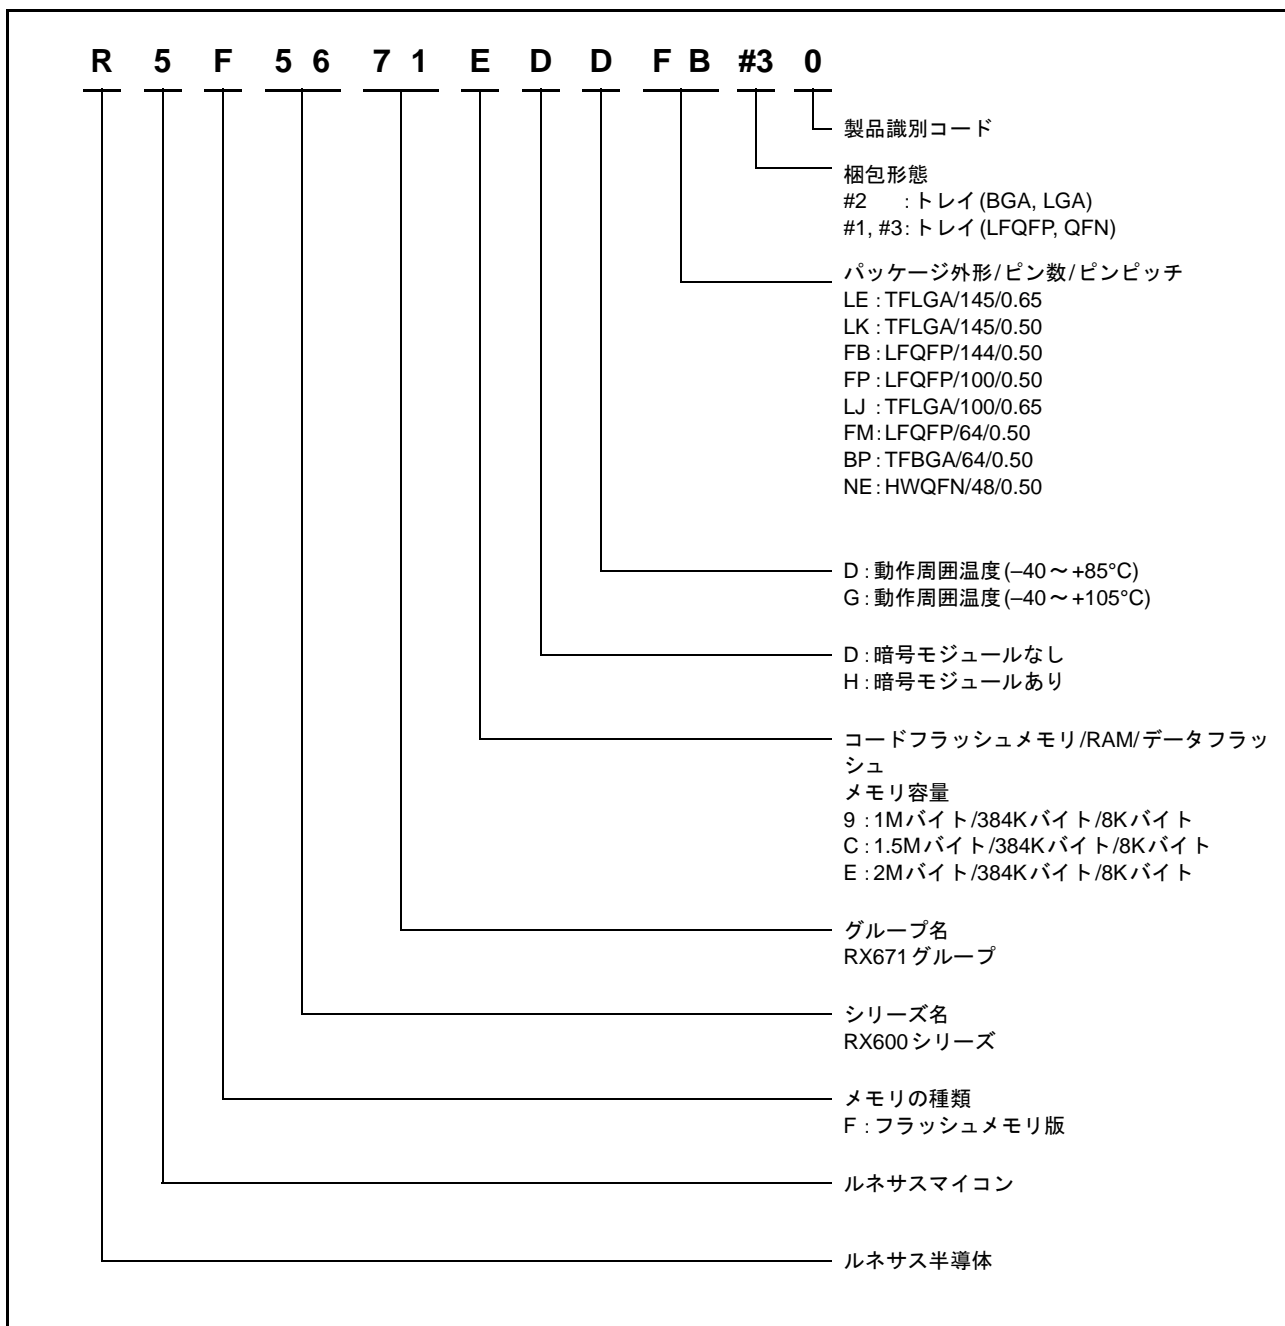 R 5 F 5 6 7 1 E D D F B #3 0
製品識別コード
梱包形態
#2 : トレイ(BGA, LGA)
#1, #3: トレイ(LFQFP, QFN)
パッケージ外形/ピン数/ピンピッチ
LE : TFLGA/145/0.65
LK : TFLGA/145/0.50
FB : LFQFP/144/0.50
FP : LFQFP/100/0.50
LJ : TFLGA/100/0.65
FM : LFQFP/64/0.50
BP : TFBGA/64/0.50
NE : HWQFN/48/0.50
D : 動作周囲温度(–40～+85°C)
G : 動作周囲温度(–40～+105°C)
D : 暗号モジュールなし
H : 暗号モジュールあり
コードフラッシュメモリ/RAM/データフラッ
シュ
メモリ容量
9 : 1Mバイト/384Kバイト/8Kバイト
C : 1.5Mバイト/384Kバイト/8Kバイト
E : 2Mバイト/384Kバイト/8Kバイト
グループ名
RX671グループ
シリーズ名
RX600シリーズ
メモリの種類
F : フラッシュメモリ版
ルネサスマイコン
ルネサス半導体